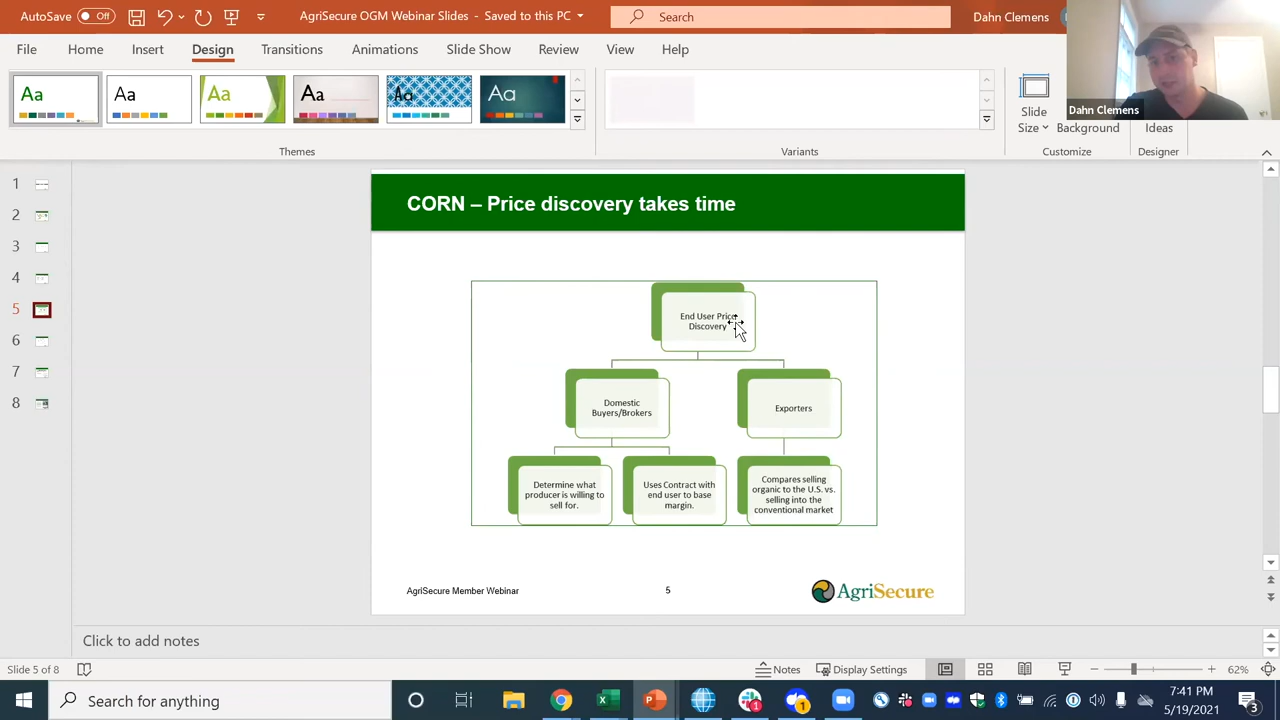 AutoSave Off AgriSecure OGM Webinar Slides - Saved to this PC Search Dahn Clemens
File Home Insert Design Transitions Animations Slide Show Review View Help
Aa Aa Aa Aa Aa Aa
Dahn Clemens
Slide
Size Background Ideas
Themes Variants Customize Designer
1
2
3
4
5
6
7
8
CORN – Price discovery takes time
End User Price
Discovery
Domestic
Buyers/Brokers
Exporters
Determine what
producer is willing to
sell for.
Uses Contract with
end user to base
margin.
Compares selling
organic to the U.S. vs.
selling into the
conventional market
AgriSecure Member Webinar 5 AgriSecure
Click to add notes
Slide 5 of 8 Notes Display Settings 62%
Search for anything
7:41 PM
5/19/2021
1
1
3